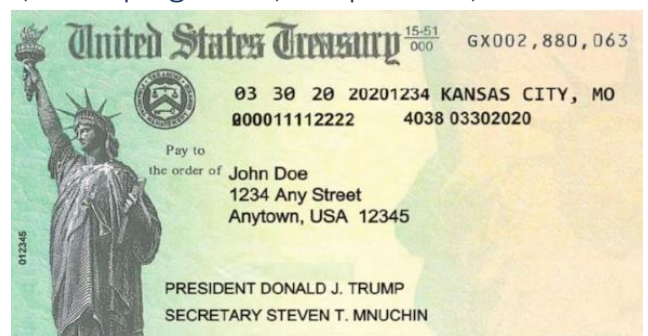 United States Treasury 15-51 000 GX002,880,063
03 30 20 20201234 KANSAS CITY, MO
000011112222 4038 03302020
Pay to
the order of John Doe
1234 Any Street
Anytown, USA 12345
012345
PRESIDENT DONALD J. TRUMP
SECRETARY STEVEN T. MNUCHIN